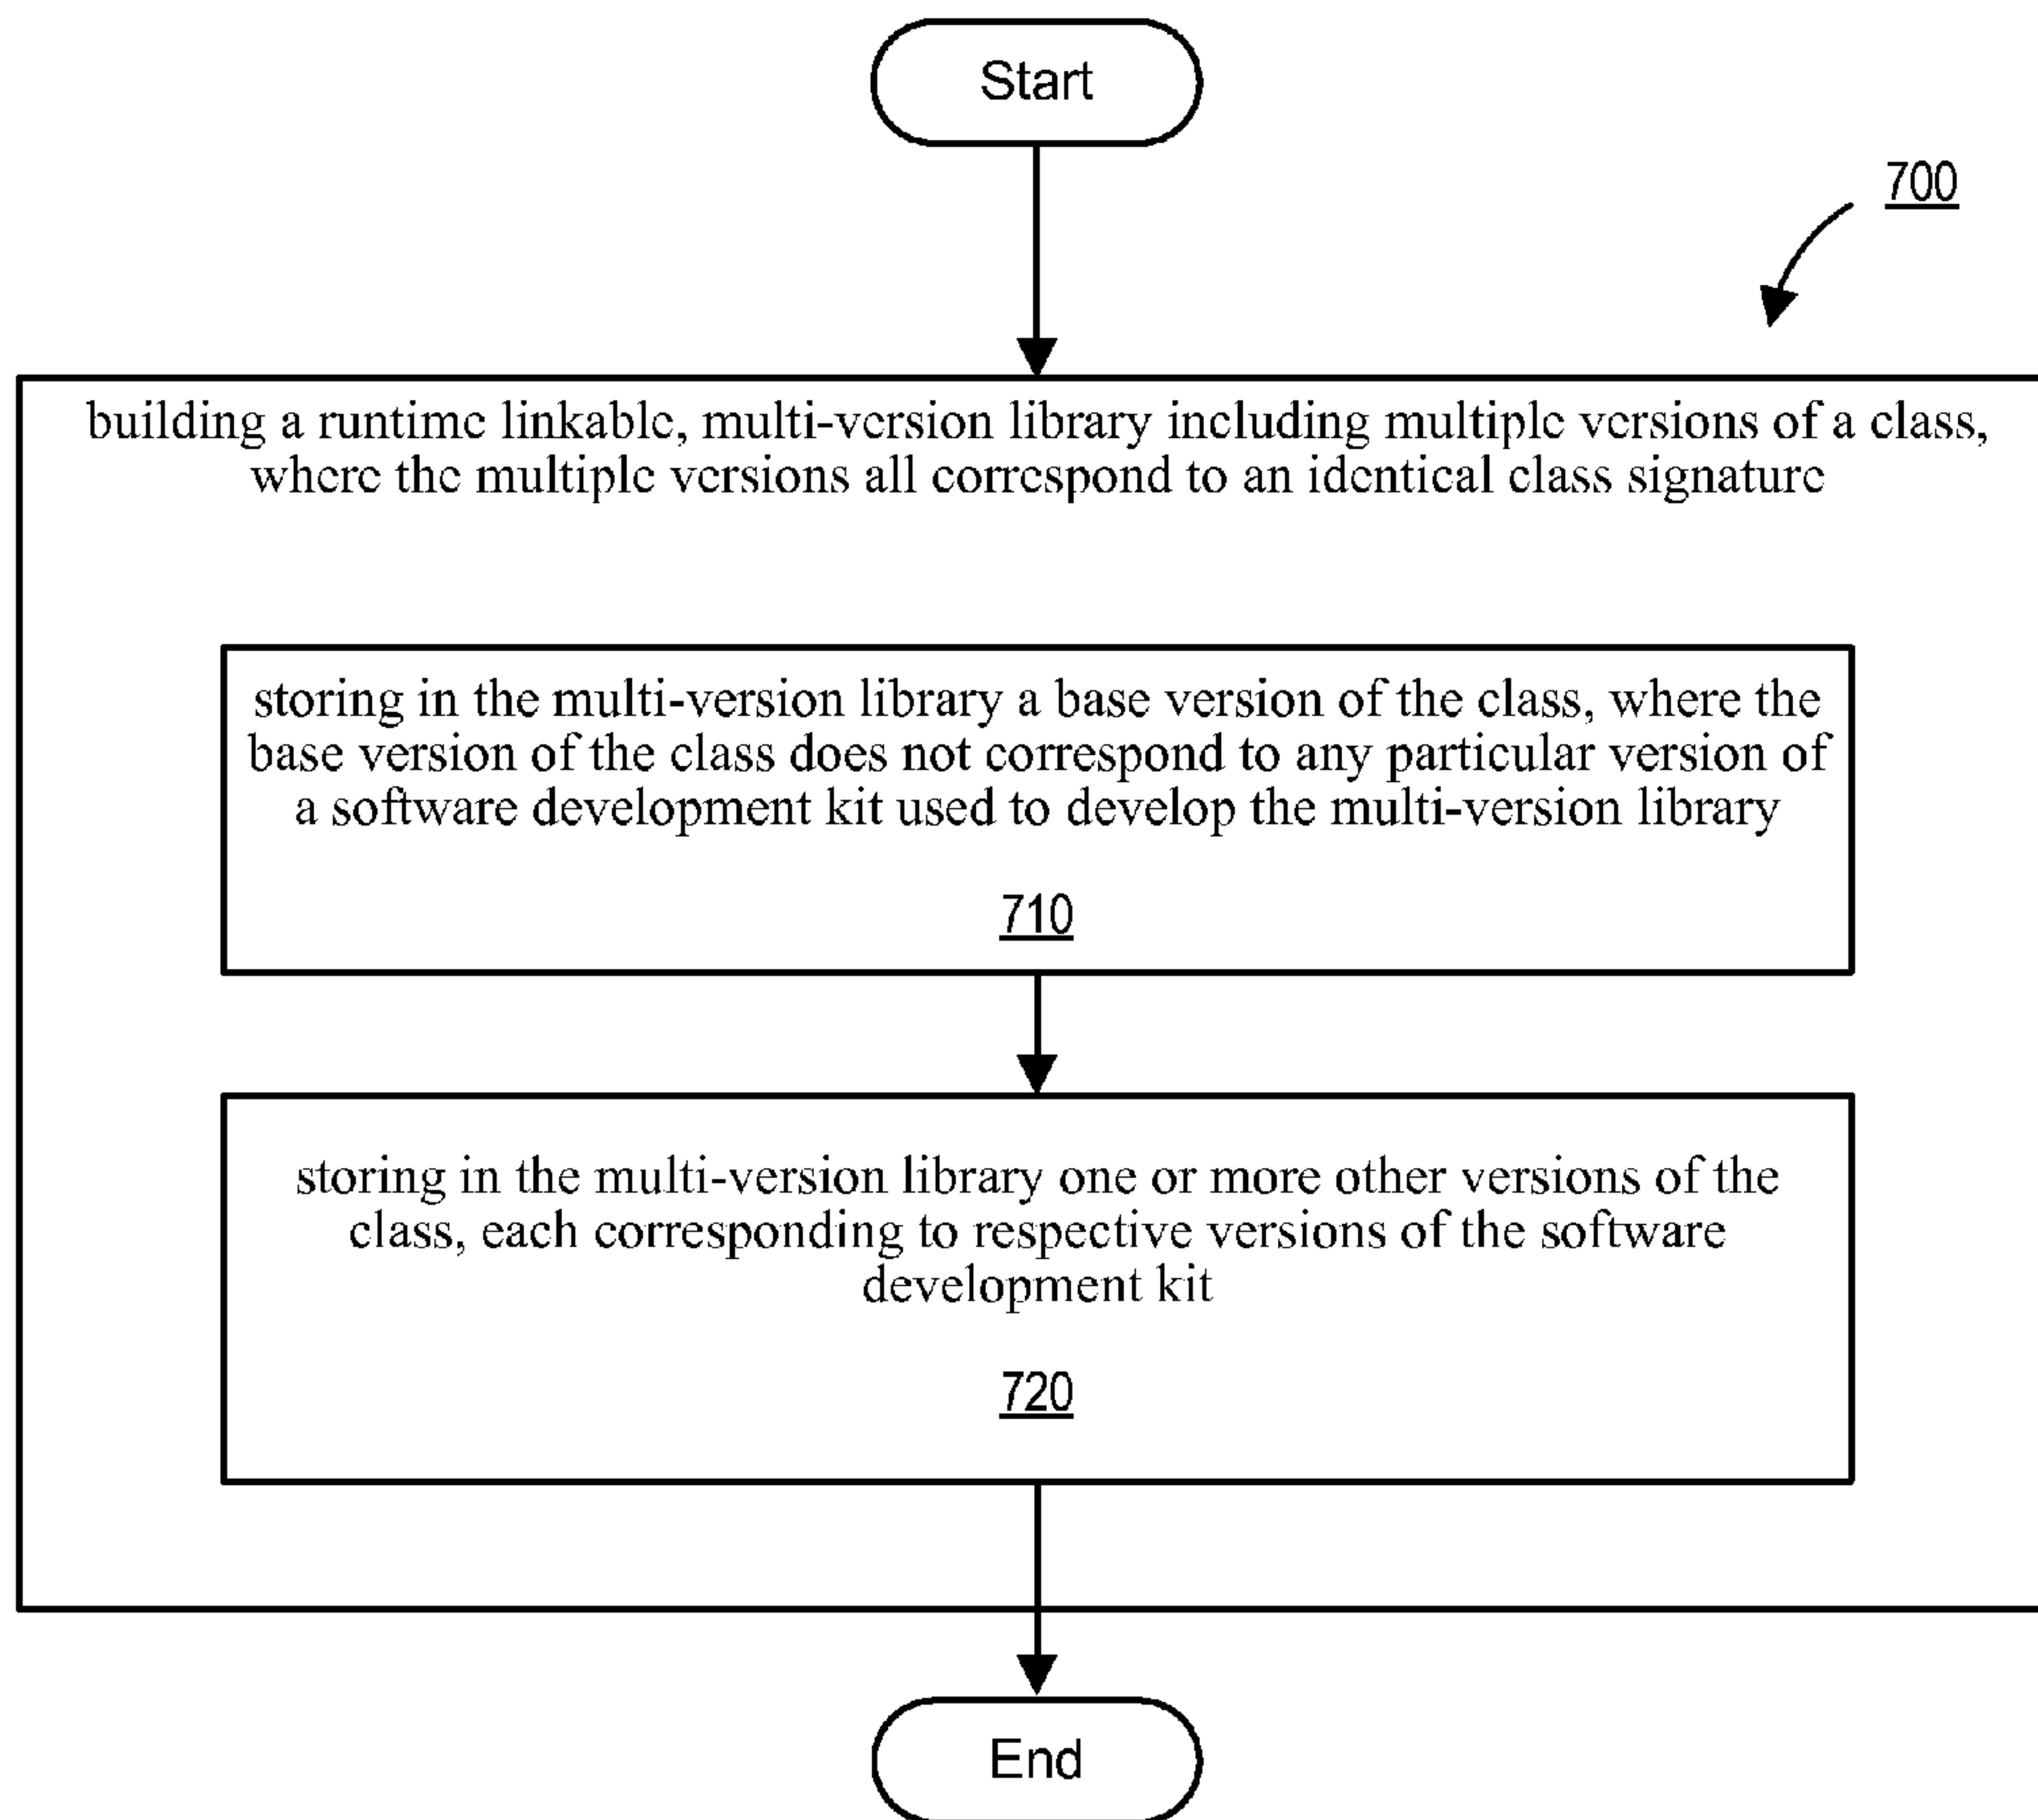 Start
700
building a runtime linkable, multi-version library including multiple versions of a class,
where the multiple versions all correspond to an identical class signature
storing in the multi-version library a base version of the class, where the
base version of the class does not correspond to any particular version of
a software development kit used to develop the multi-version library
710
storing in the multi-version library one or more other versions of the
class, each corresponding to respective versions of the software
development kit
720
End